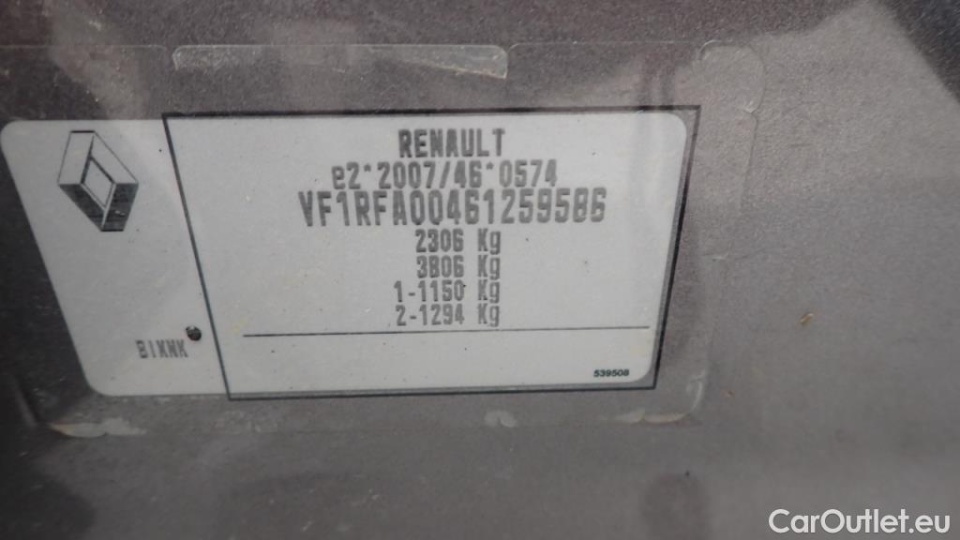 RENAULT
e2*2007/46*0574
VF1RFA00461259586
2306 Kg
3806 Kg
1-1150 Kg
2-1294 Kg
BIKNK
539508
CarOutlet.eu